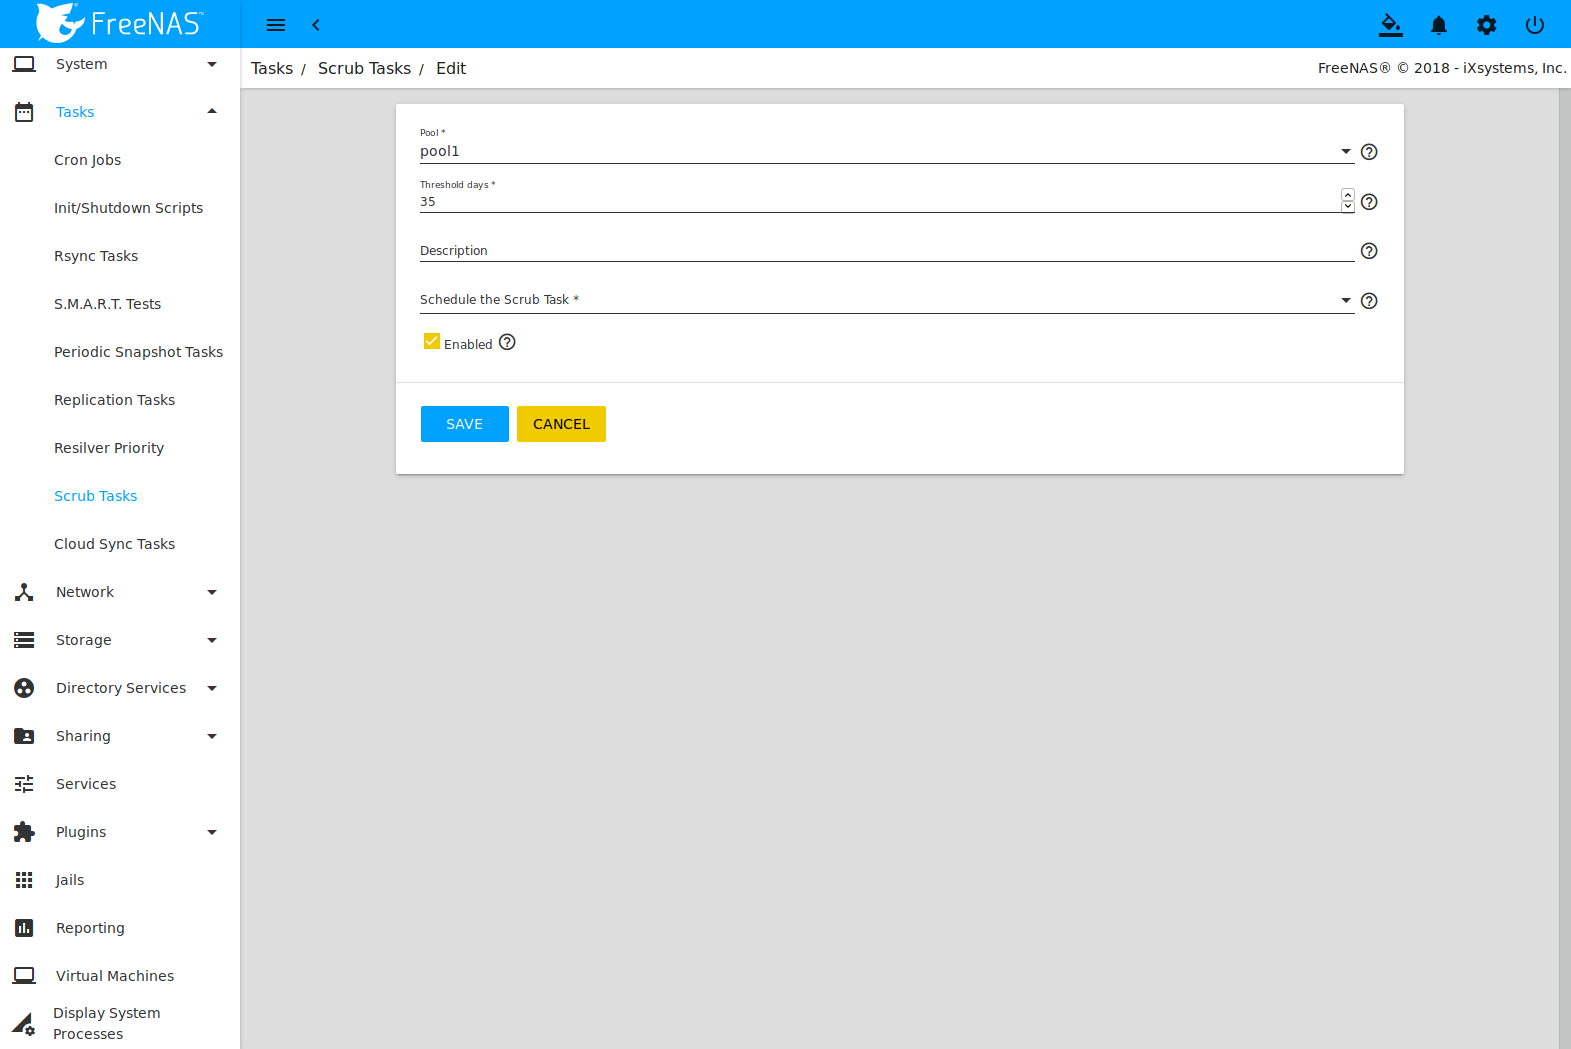 FreeNAS™
System
Tasks
Cron Jobs
Init/Shutdown Scripts
Rsync Tasks
S.M.A.R.T. Tests
Periodic Snapshot Tasks
Replication Tasks
Resilver Priority
Scrub Tasks
Cloud Sync Tasks
Network
Storage
Directory Services
Sharing
Services
Plugins
Jails
Reporting
Virtual Machines
Display System
Processes
Tasks / Scrub Tasks / Edit
FreeNAS® © 2018 - iXsystems, Inc.
Pool *
pool1
Threshold days *
35
Description
Schedule the Scrub Task *
Enabled
SAVE CANCEL